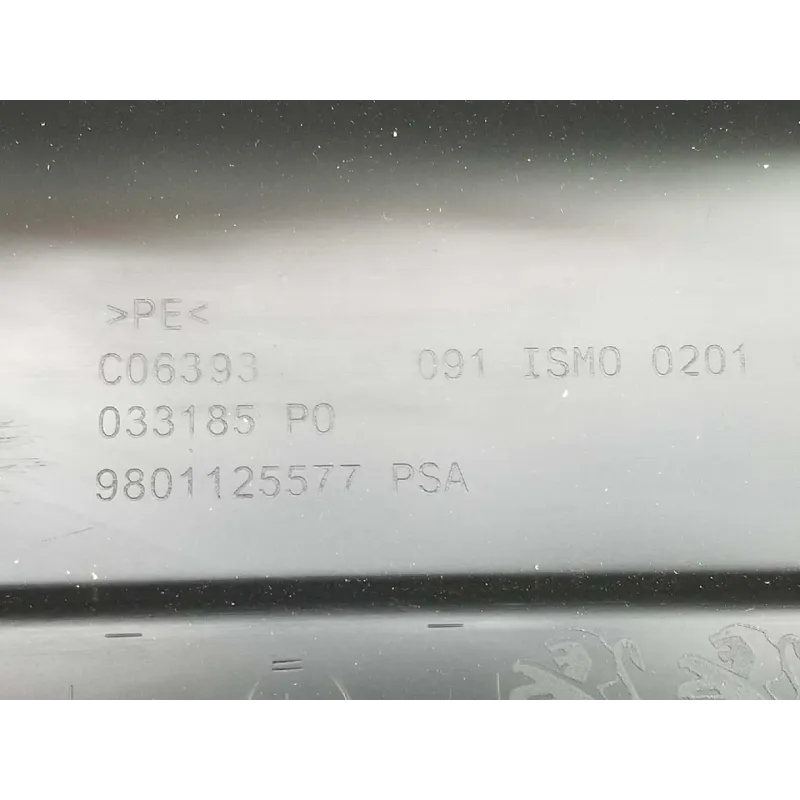 >PE<
C06393 091 ISMO 0201
033185 P0
9801125577 PSA